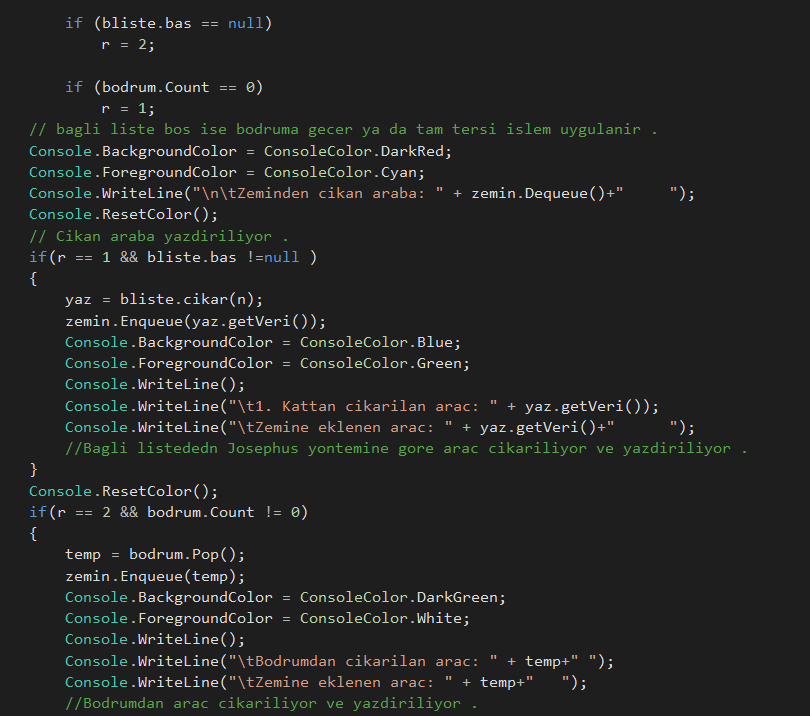 if (bliste.bas == null)
r = 2;
if (bodrum.Count == 0)
r = 1;
// bagli liste bos ise bodruma gecer ya da tam tersi islem uygulanir .
Console.BackgroundColor = ConsoleColor.DarkRed;
Console.ForegroundColor = ConsoleColor.Cyan;
Console.WriteLine("\n\tZeminden cikan araba: " + zemin.Dequeue()+"     ");
Console.ResetColor();
// Cikan araba yazdiriliyor .
if(r == 1 && bliste.bas !=null )
{
yaz = bliste.cikar(n);
zemin.Enqueue(yaz.getVeri());
Console.BackgroundColor = ConsoleColor.Blue;
Console.ForegroundColor = ConsoleColor.Green;
Console.WriteLine();
Console.WriteLine("\t1. Kattan cikarilan arac: " + yaz.getVeri());
Console.WriteLine("\tZemine eklenen arac: " + yaz.getVeri()+"      ");
//Bagli listededn Josephus yontemine gore arac cikariliyor ve yazdiriliyor .
}
Console.ResetColor();
if(r == 2 && bodrum.Count != 0)
{
temp = bodrum.Pop();
zemin.Enqueue(temp);
Console.BackgroundColor = ConsoleColor.DarkGreen;
Console.ForegroundColor = ConsoleColor.White;
Console.WriteLine();
Console.WriteLine("\tBodrumdan cikarilan arac: " + temp+" ");
Console.WriteLine("\tZemine eklenen arac: " + temp+"   ");
//Bodrumdan arac cikariliyor ve yazdiriliyor .